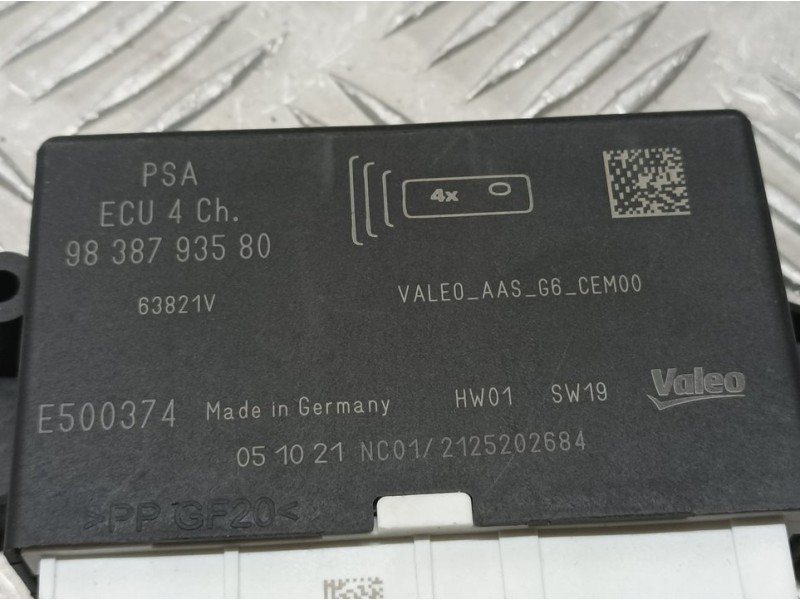 PSA
ECU 4 Ch.
98 387 935 80
63821V
4x
VALEO_AAS_G6_CEM00
E500374 Made in Germany HW01 SW19 Valeo
05 10 21 NC01/2125202684
>PP GF20<